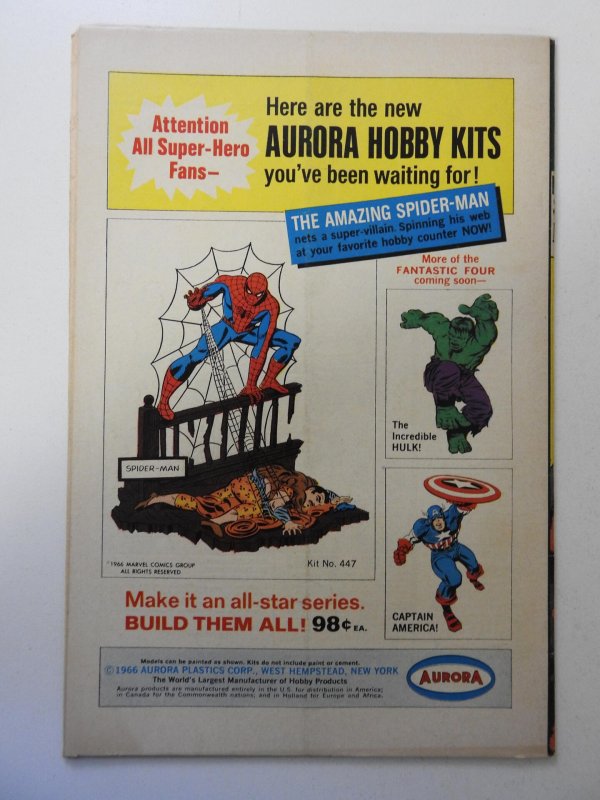 Attention
All Super-Hero
Fans—
Here are the new
AURORA HOBBY KITS
you've been waiting for!
THE AMAZING SPIDER-MAN
nets a super-villain. Spinning his web
at your favorite hobby counter NOW!
More of the
FANTASTIC FOUR
coming soon—
The
Incredible
HULK!
SPIDER-MAN
©1966 MARVEL COMICS GROUP
ALL RIGHTS RESERVED
Kit No. 447
CAPTAIN
AMERICA!
Make it an all-star series.
BUILD THEM ALL! 98¢ EA.
Models can be painted as shown. Kits do not include paint or cement.
©1966 AURORA PLASTICS CORP., WEST HEMPSTEAD, NEW YORK
The World's Largest Manufacturer of Hobby Products
Aurora products are manufactured entirely in the U.S. for distribution in America;
in Canada for the Commonwealth nations; and in Holland for Europe and Africa.
AURORA